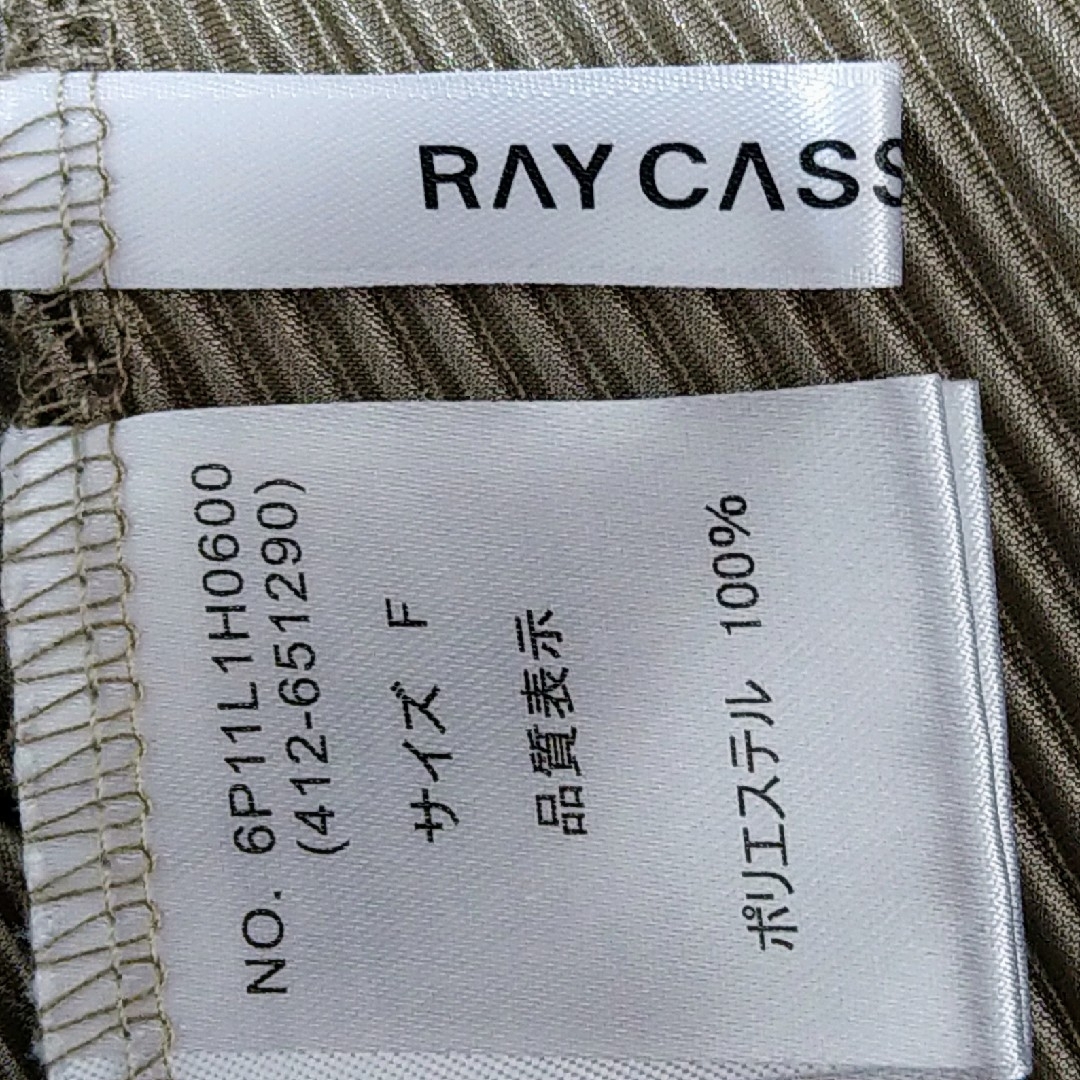 RAY CASS
NO. 6P11L1H0600
(412-651290)
サイズ F
品質表示
ポリエステル 100%